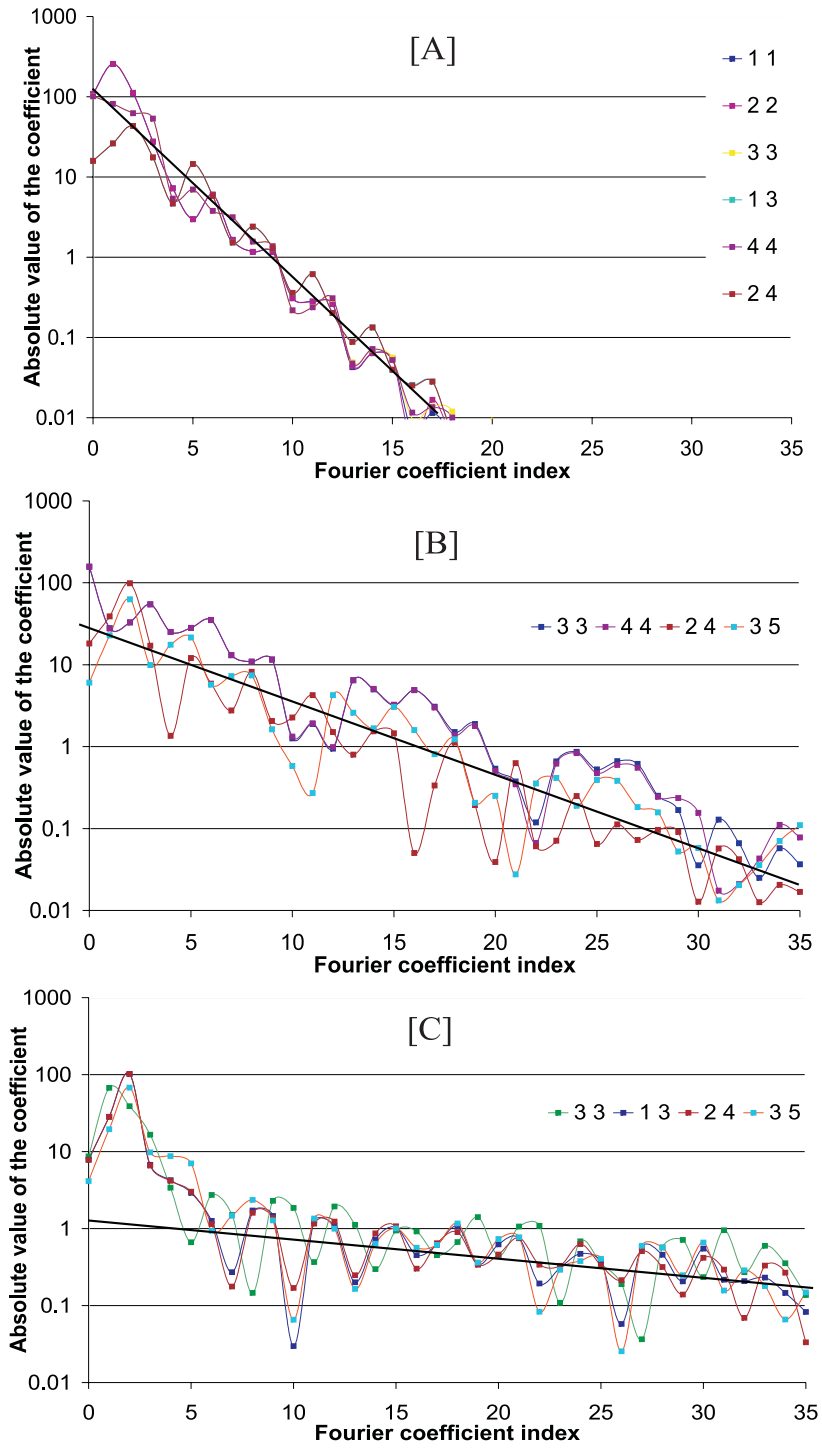 [A]
Absolute value of the coefficient
1000
100
10
1
0.1
0.01
0 5 10 15 20 25 30 35
Fourier coefficient index
1 1
2 2
3 3
1 3
4 4
2 4
[B]
Absolute value of the coefficient
1000
100
10
1
0.1
0.01
3 3 4 4 2 4 3 5
0 5 10 15 20 25 30 35
Fourier coefficient index
[C]
Absolute value of the coefficient
1000
100
10
1
0.1
0.01
3 3 1 3 2 4 3 5
0 5 10 15 20 25 30 35
Fourier coefficient index